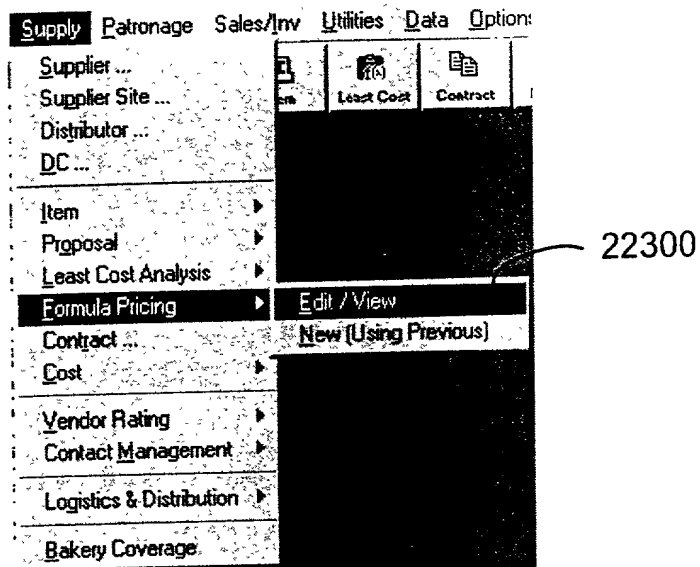 Supply Patronage Sales/Inv Utilities Data Option
Supplier ...
Supplier Site ...
Distributor ...
DC ...
Least Cost
Contract
Item
Proposal
Least Cost Analysis
Formula Pricing
Edit / View
22300
New (Using Previous)
Contract ...
Cost
Vendor Rating
Contact Management
Logistics & Distribution
Bakery Coverage